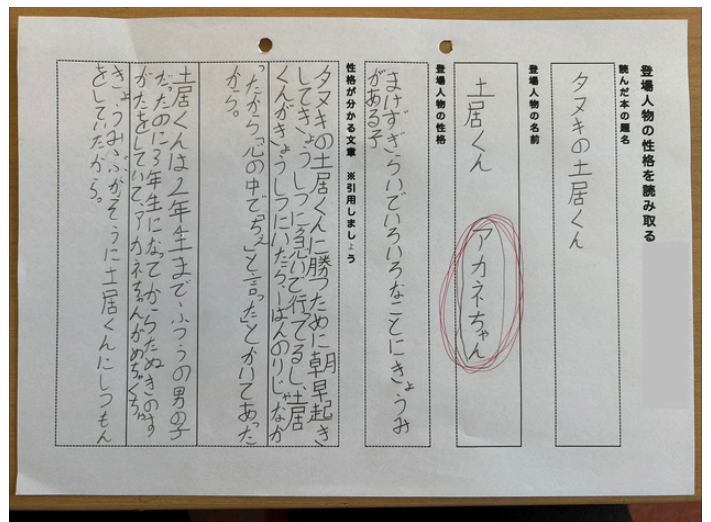 登場人物の性格を読み取る
読んだ本の題名
タヌキの土居くん
登場人物の名前
土居くん アカネちゃん
登場人物の性格
まけずぎらいでいろいろなことにきょうみ
がある子
性格が分かる文章 ※引用しましょう
タヌキの土居くんに勝つために朝早起き
してきょうしつに急いで行ってるし、土居
くんがきょうしつにいたら、一ばんのりじゃなか
ったから「心の中で「ちぇ」と言った」とかいてあった
から。
土居くんは2年生まで、ふつうの男の子
だったのに3年生になってからたぬきのす
がたをしていて、アカネちゃんがめちゃくちゃ
きょうみぶかそうに土居くんにしつもん
をしていたから。